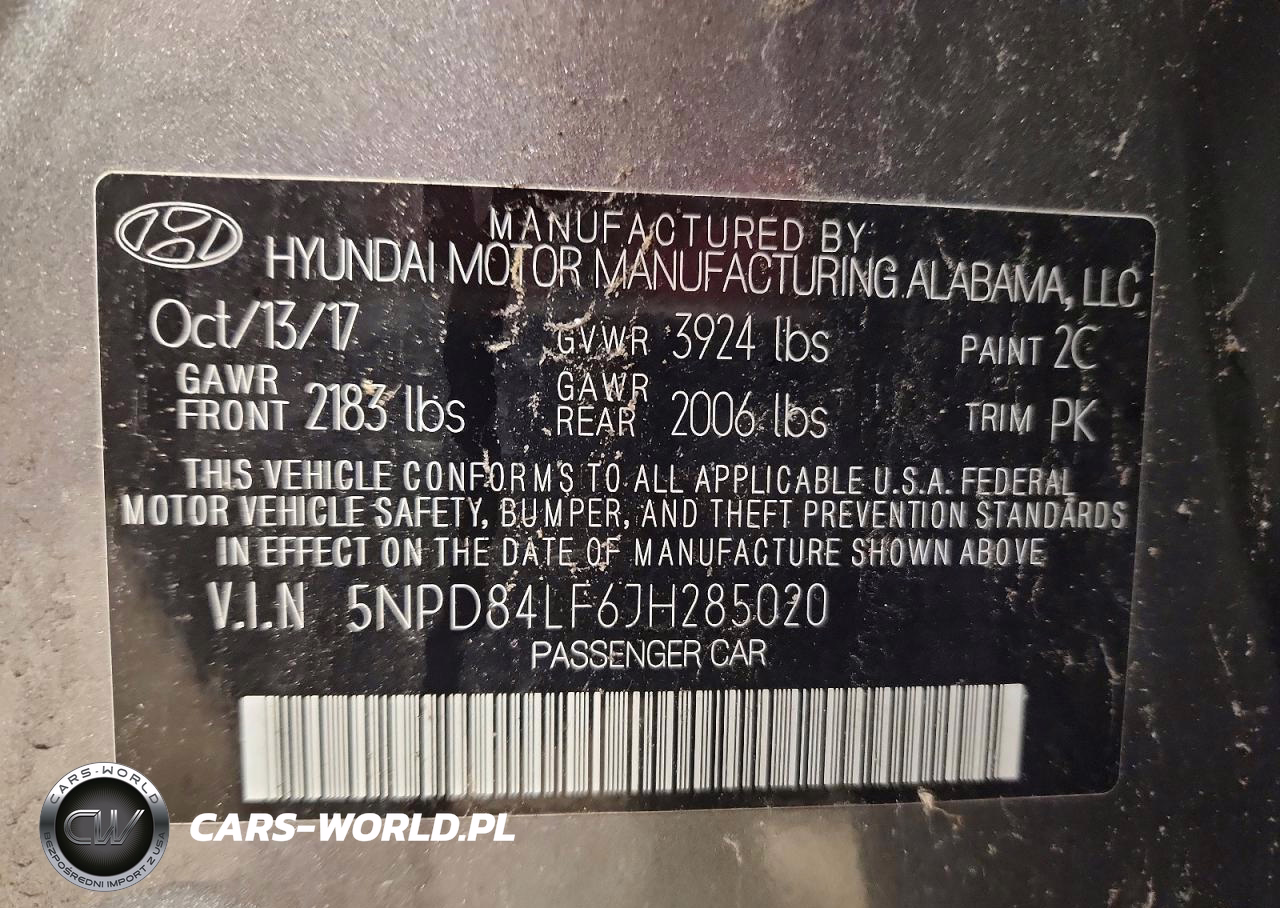 MANUFACTURED BY
HYUNDAI MOTOR MANUFACTURING ALABAMA, LLC
Oct/13/17 GVWR 3924 lbs PAINT 2C
GAWR FRONT 2183 lbs GAWR REAR 2006 lbs TRIM PK
THIS VEHICLE CONFORMS TO ALL APPLICABLE U.S.A. FEDERAL
MOTOR VEHICLE SAFETY, BUMPER, AND THEFT PREVENTION STANDARDS
IN EFFECT ON THE DATE OF MANUFACTURE SHOWN ABOVE
V.I.N 5NPD84LF6JH285020
PASSENGER CAR
CARS-WORLD
CW
BEZPOŚREDNI IMPORT Z USA
CARS-WORLD.PL